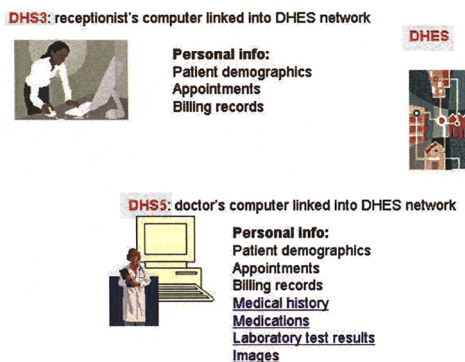 DHS3: receptionist's computer linked into DHES network
DHES
Personal info:
Patient demographics
Appointments
Billing records
DHS5: doctor's computer linked into DHES network
Personal info:
Patient demographics
Appointments
Billing records
Medical history
Medications
Laboratory test results
Images